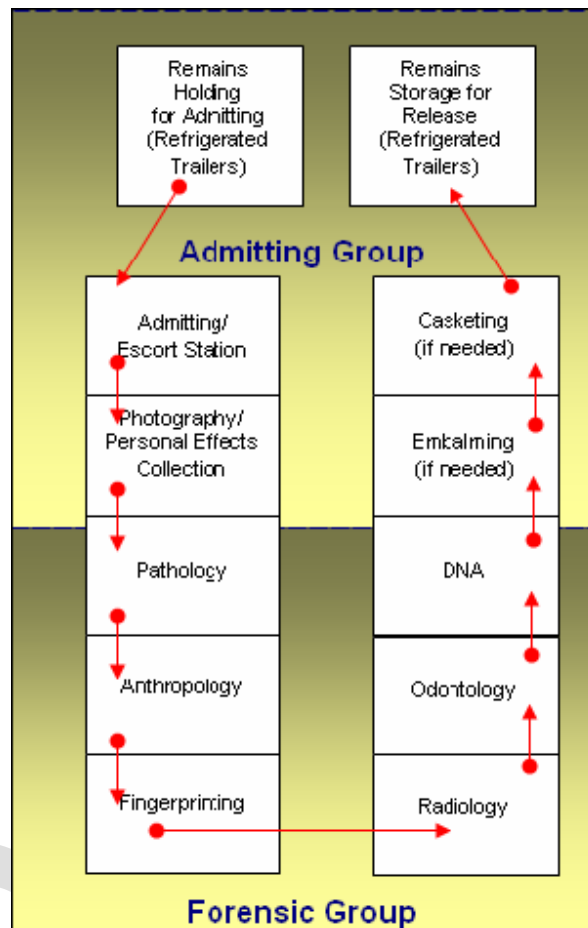 Remains
Holding
for Admitting
(Refrigerated
Trailers)
Remains
Storage for
Release
(Refrigerated
Trailers)
Admitting Group
Admitting/
Escort Station
Photography/
Personal Effects
Collection
Pathology
Anthropology
Fingerprinting
Casketing
(if needed)
Embalming
(if needed)
DNA
Odontology
Radiology
Forensic Group